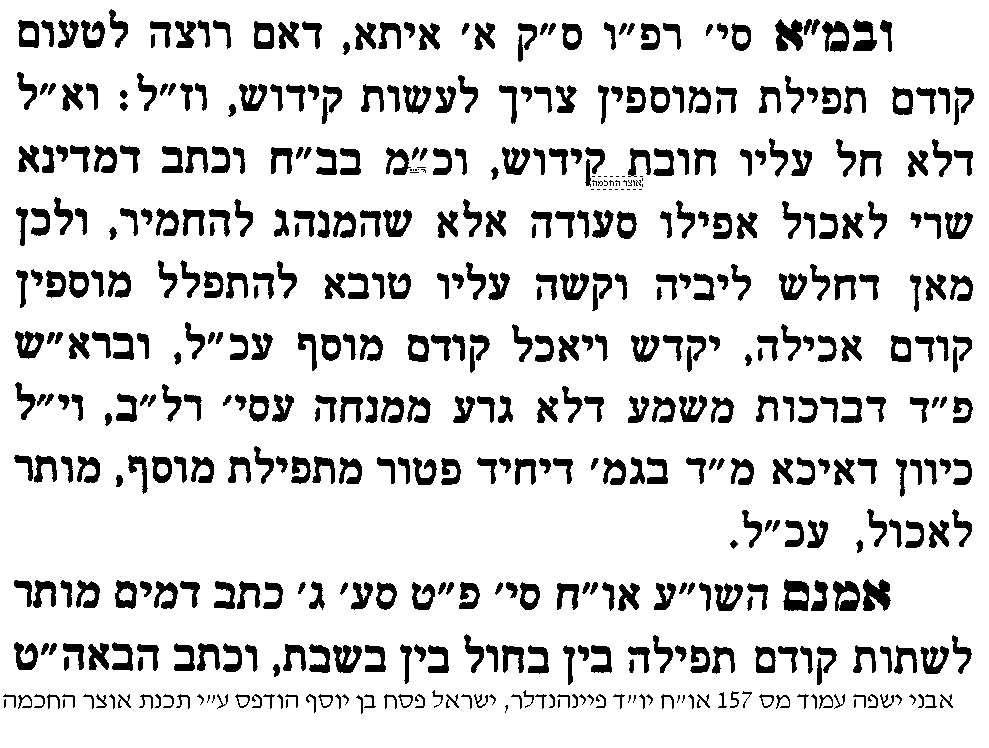 ובמ״א סי׳ רפ״ו ס״ק א׳ איתא, דאם רוצה לטעום
קודם תפילת המוספין צריך לעשות קידוש, וז״ל: וא״ל
דלא חל עליו חובת קידוש, וכ״מ בב״ח וכתב דמדינא
אוצר החכמה
שרי לאכול אפילו סעודה אלא שהמנהג להחמיר, ולכן
מאן דחלש ליביה וקשה עליו טובא להתפלל מוספין
קודם אכילה, יקדש ויאכל קודם מוסף עכ״ל, וברא״ש
פ״ד דברכות משמע דלא גרע ממנחה עסי׳ רל״ב, וי״ל
כיוון דאיכא מ״ד בגמ׳ דיחיד פטור מתפילת מוסף, מותר
לאכול, עכ״ל.
אמנם השו״ע או״ח סי׳ פ״ט סע׳ ג׳ כתב דמים מותר
לשתות קודם תפילה בין בחול בין בשבת, וכתב הבאה״ט
אבני ישפה עמוד מס 157 או״ח יו״ד פיינהנדלר, ישראל פסח בן יוסף הודפס ע״י תכנת אוצר החכמה